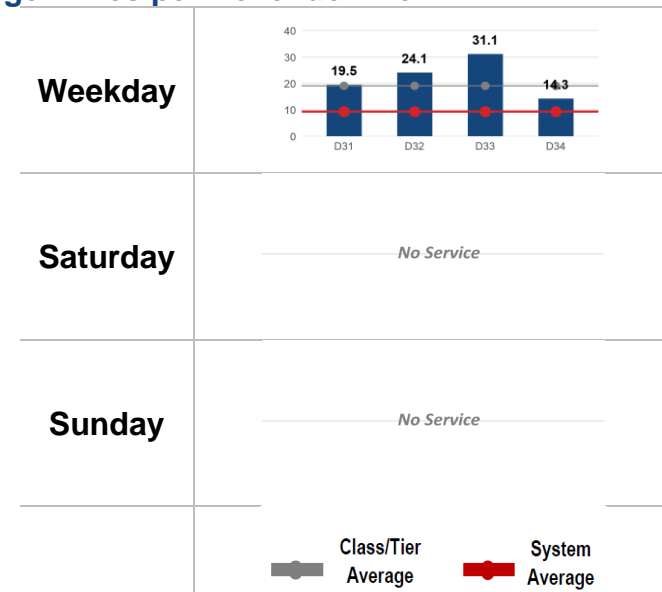 Weekday
40
30
20
10
0
19.5
24.1
31.1
14.3
D31
D32
D33
D34
Saturday
No Service
Sunday
No Service
Class/Tier
Average
System
Average